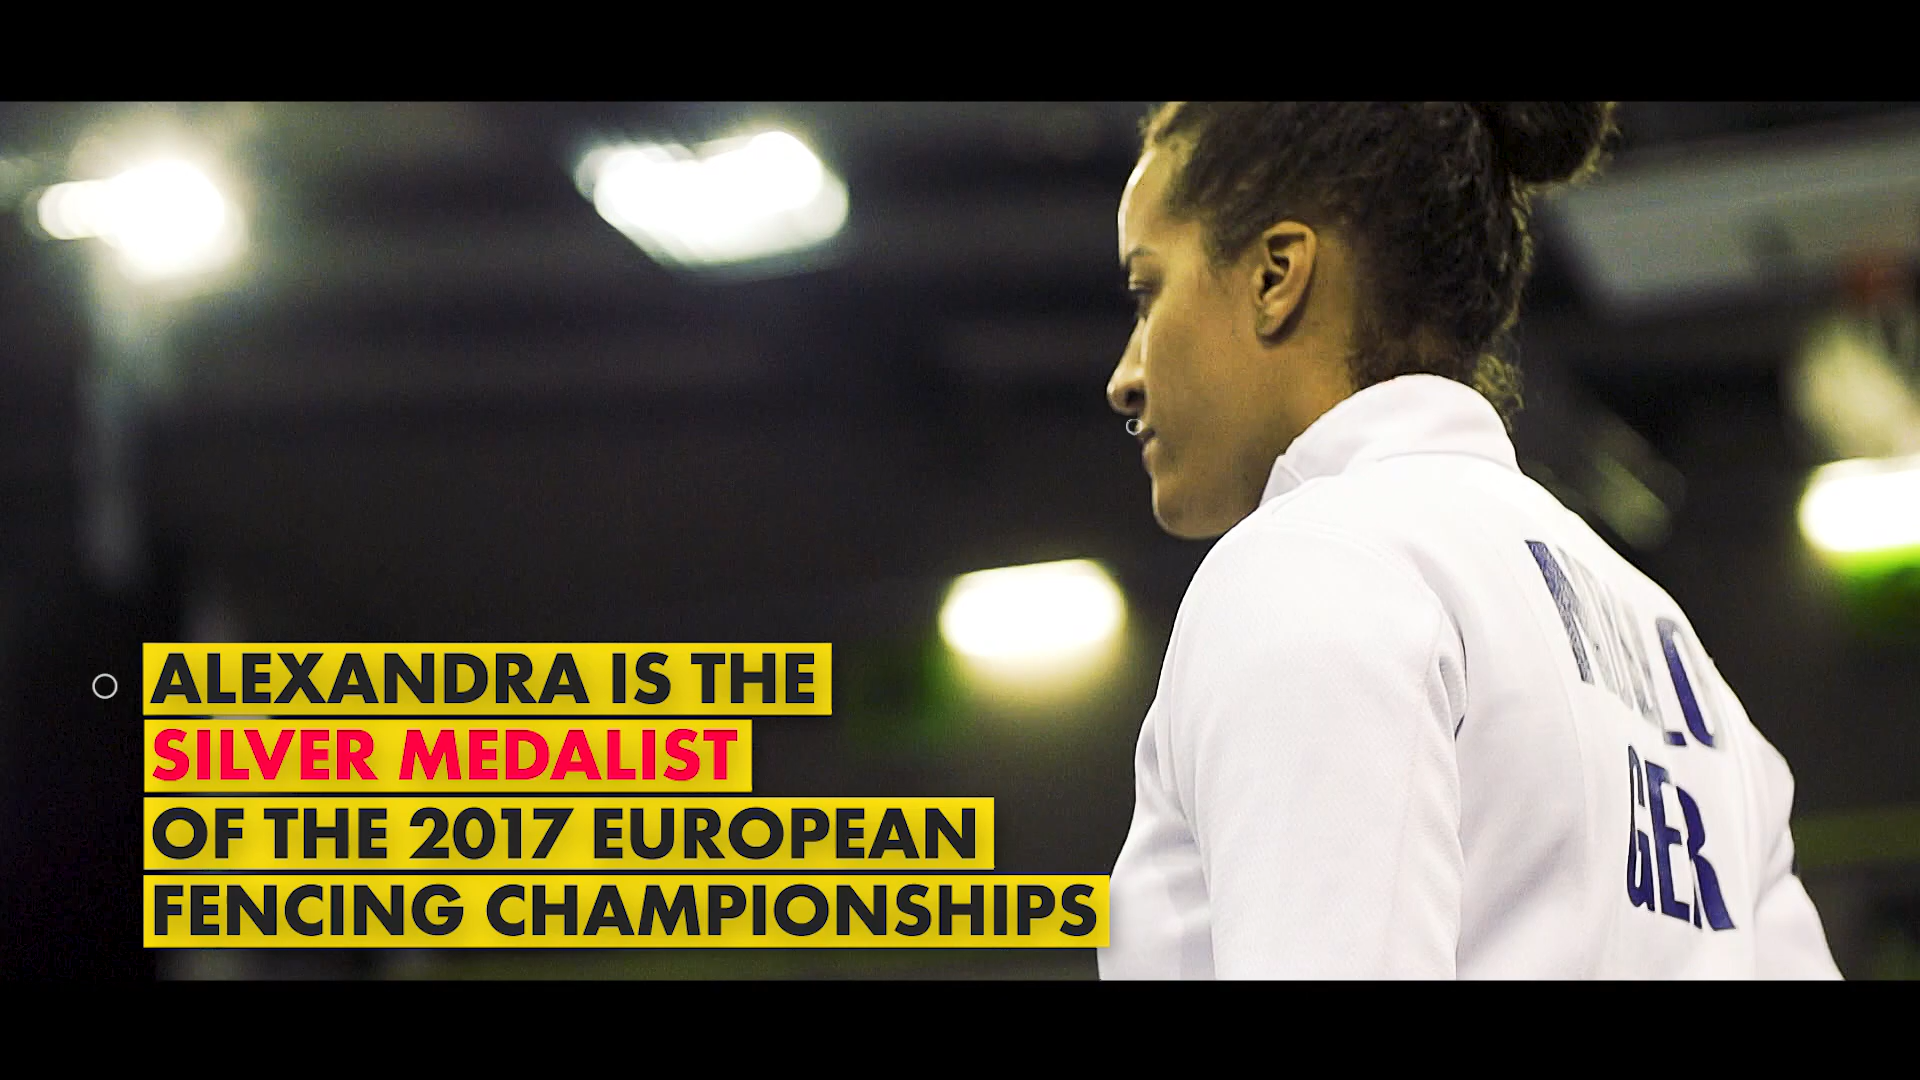 ALEXANDRA IS THE
SILVER MEDALIST
OF THE 2017 EUROPEAN
FENCING CHAMPIONSHIPS
GER